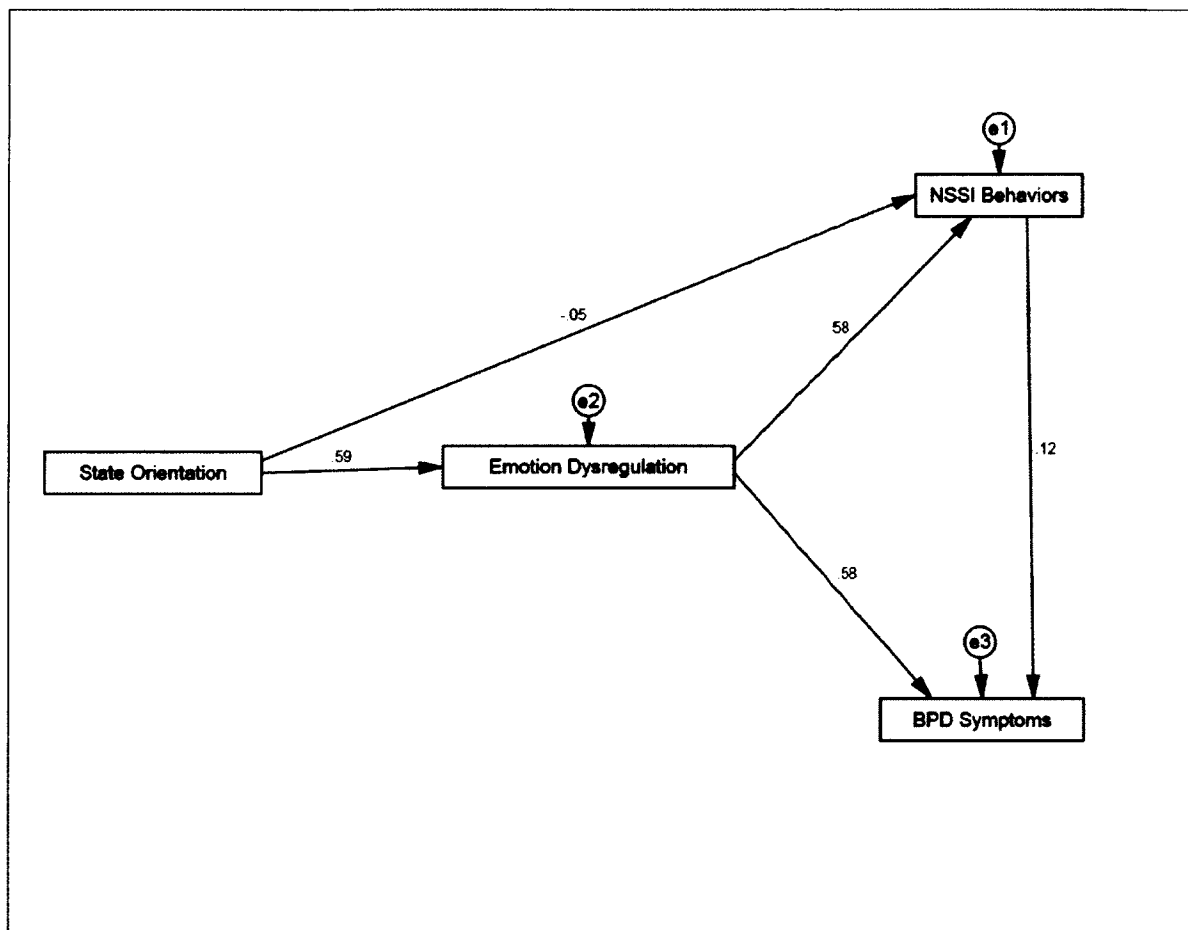 e1
NSSI Behaviors
-.05
58
e2
State Orientation
.59
Emotion Dysregulation
.12
.58
e3
BPD Symptoms